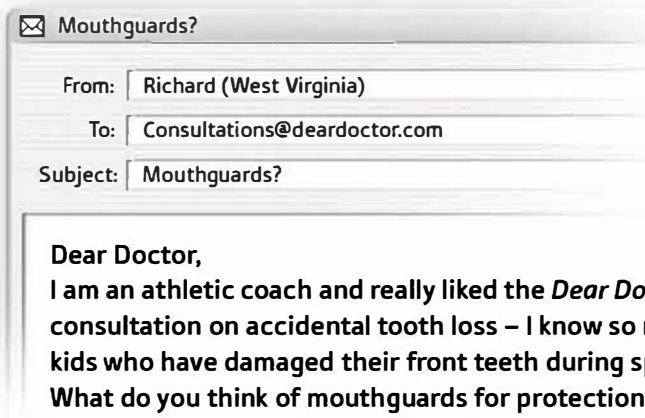 Mouthguards?
From: Richard (West Virginia)
To: Consultations@deardoctor.com
Subject: Mouthguards?
Dear Doctor,
I am an athletic coach and really liked the Dear
consultation on accidental tooth loss – I know so
kids who have damaged their front teeth during
What do you think of mouthguards for protection